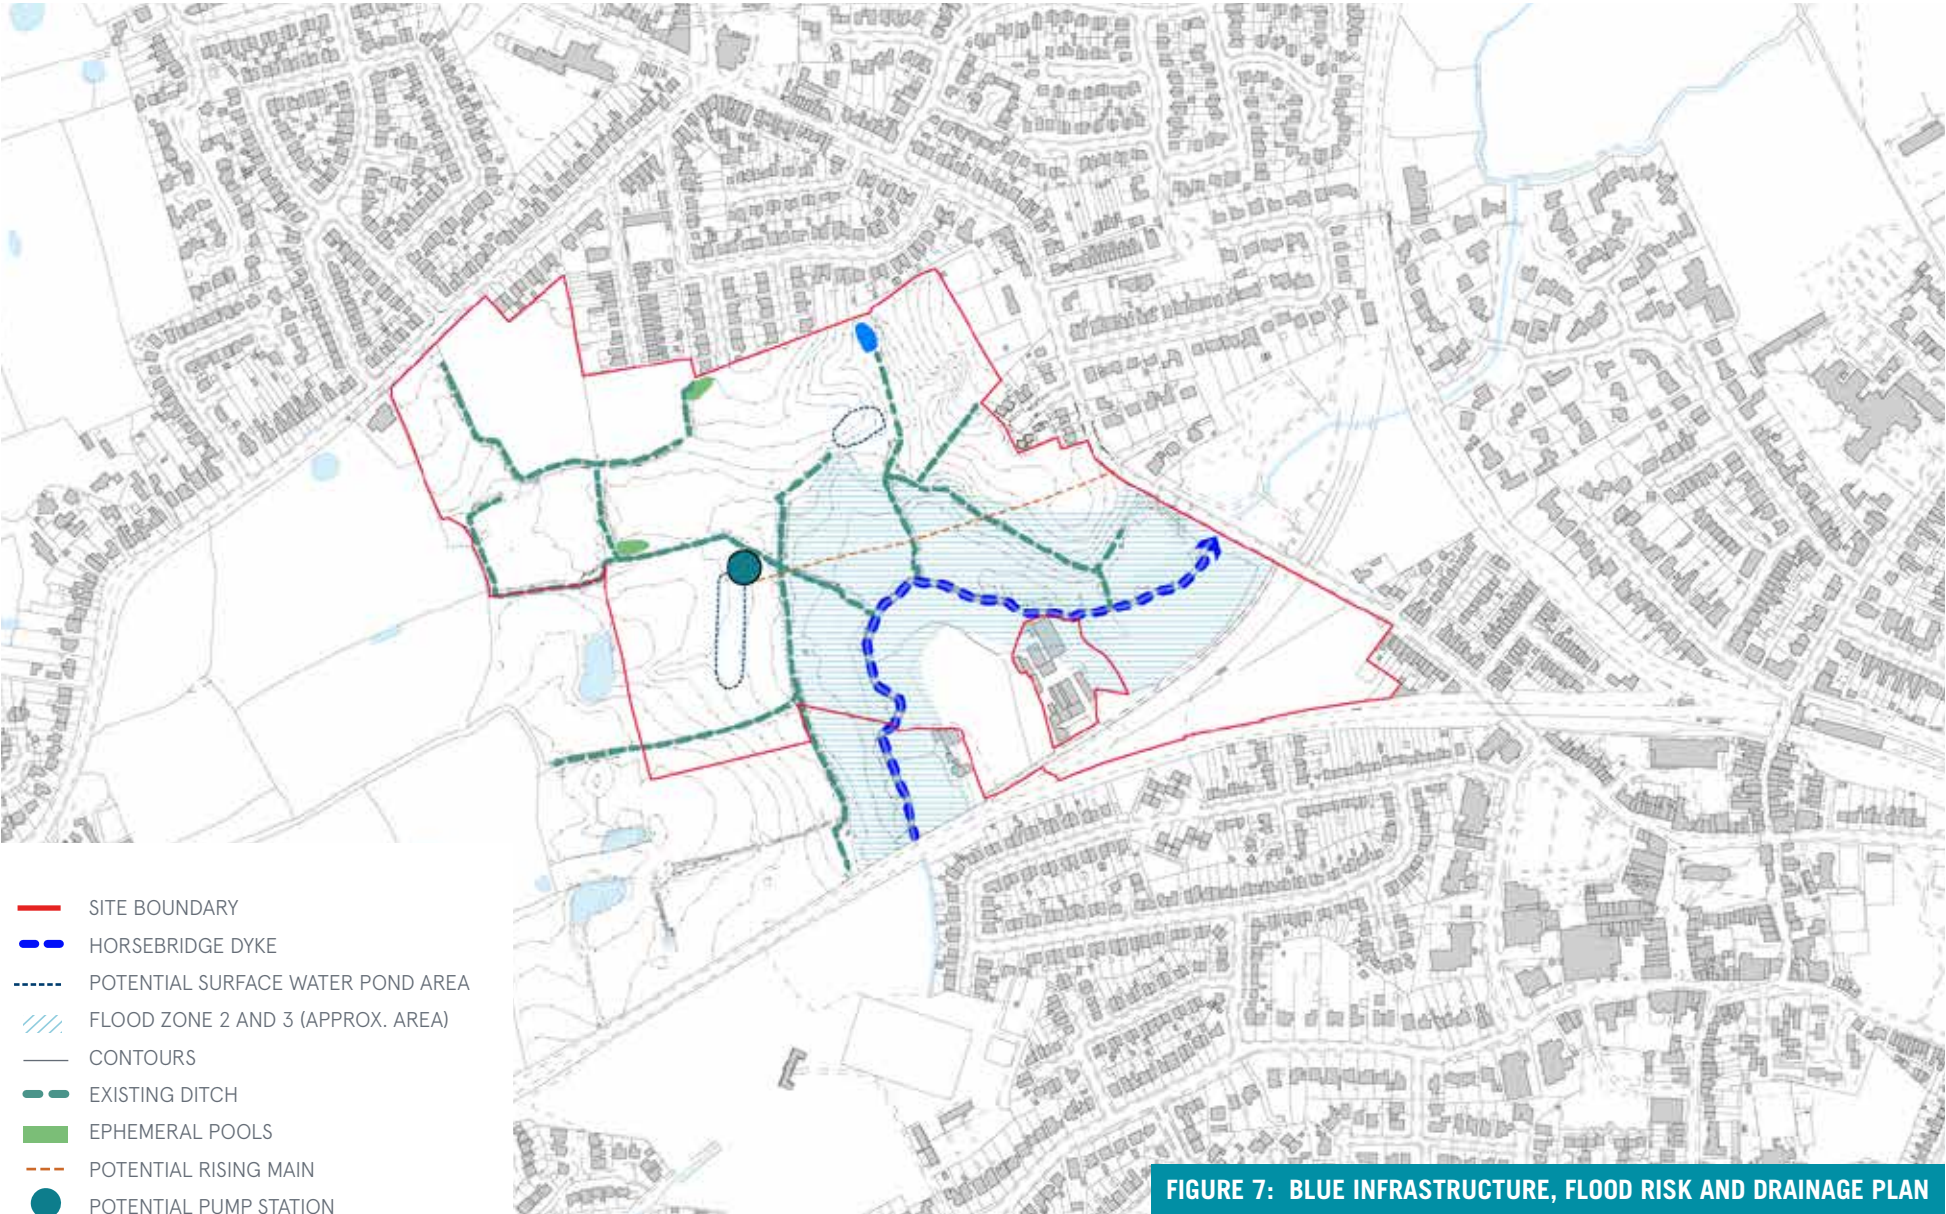 SITE BOUNDARY
HORSEBRIDGE DYKE
POTENTIAL SURFACE WATER POND AREA
FLOOD ZONE 2 AND 3 (APPROX. AREA)
CONTOURS
EXISTING DITCH
EPHEMERAL POOLS
POTENTIAL RISING MAIN
POTENTIAL PUMP STATION
FIGURE 7: BLUE INFRASTRUCTURE, FLOOD RISK AND DRAINAGE PLAN